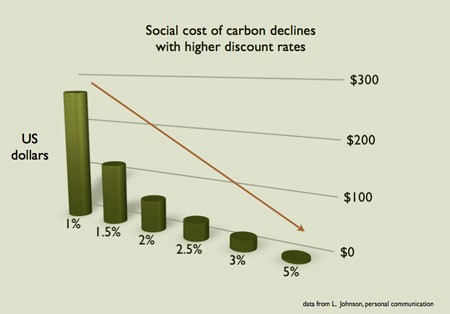 Social cost of carbon declines
with higher discount rates
$300
US
dollars
$200
$100
$0
1%
1.5%
2%
2.5%
3%
5%
data from L. Johnson, personal communication